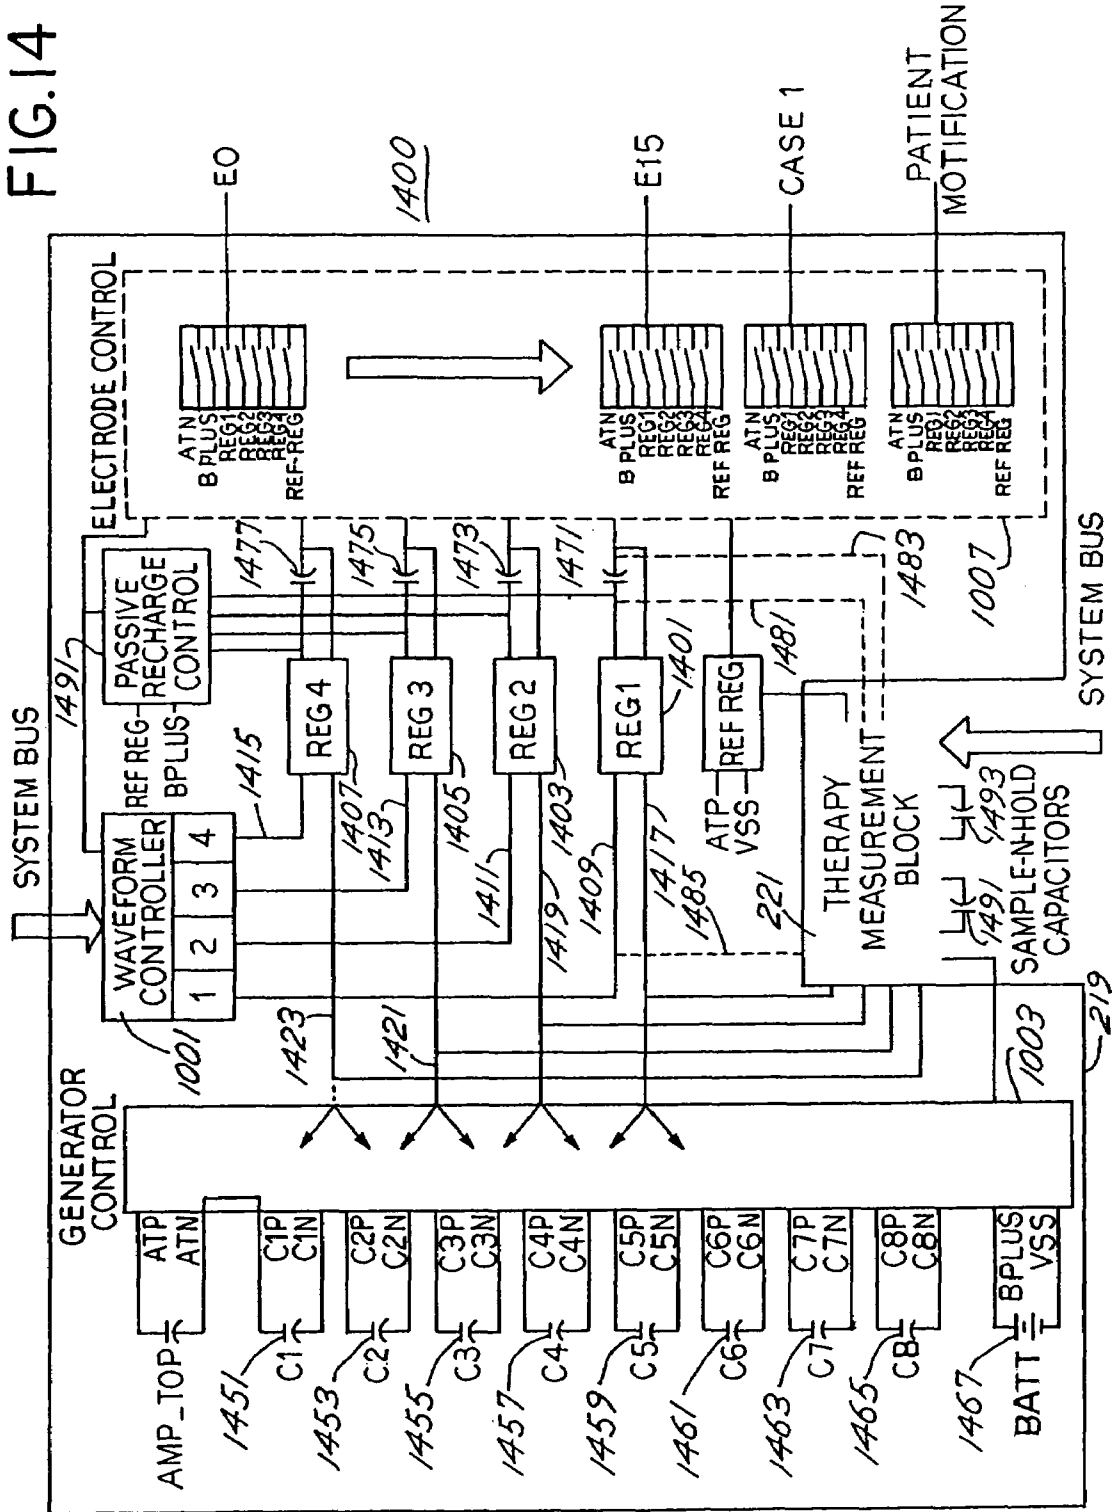 FIG.14
1400
SYSTEM BUS
GENERATOR
CONTROL
WAVEFORM
CONTROLLER
1 2 3 4
1001
REF REG
BPLUS
PASSIVE
RECHARGE
CONTROL
1491
ELECTRODE CONTROL
ATP
ATN
AMP_TOP
C1P
C1N
C1
1451
C2P
C2N
C2
1453
C3P
C3N
C3
1455
C4P
C4N
C4
1457
C5P
C5N
C5
1459
C6P
C6N
C6
1461
C7P
C7N
C7
1463
C8P
C8N
C8
1465
BPLUS
VSS
BATT
1467
1423
1421
1419
1417
1415
1413
1411
1409
REG 4
1407
REG 3
1405
REG 2
1403
REG1
1401
REF REG
ATP
VSS
1477
1475
1473
1471
1481
1483
1485
THERAPY
MEASUREMENT
BLOCK
221
1491
1493
SAMPLE-N-HOLD
CAPACITORS
1003
219
SYSTEM BUS
1007
ATN
B PLUS
REG1
REG2
REG3
REG4
REF-REG
E0
ATN
B PLUS
REG1
REG2
REG3
REG4
REF REG
E15
ATN
B PLUS
REG1
REG2
REG3
REG4
REF REG
CASE 1
ATN
B PLUS
REG1
REG2
REG3
REG4
REF REG
PATIENT
MOTIFICATION